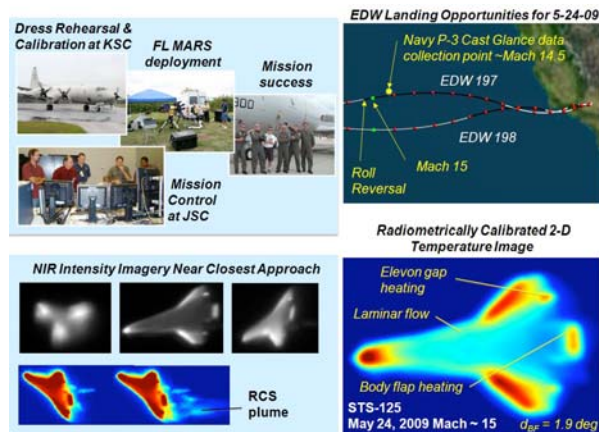 Dress Rehearsal &
Calibration at KSC
FL MARS
deployment
Mission
success
Mission
Control
at JSC
EDW Landing Opportunities for 5-24-09
Navy P-3 Cast Glance data
collection point ~Mach 14.5
EDW 197
EDW 198
Roll
Reversal
Mach 15
NIR Intensity Imagery Near Closest Approach
RCS
plume
Radiometrically Calibrated 2-D
Temperature Image
Elevon gap
heating
Laminar flow
Body flap heating
STS-125
May 24, 2009 Mach ~ 15
d_BF = 1.9 deg